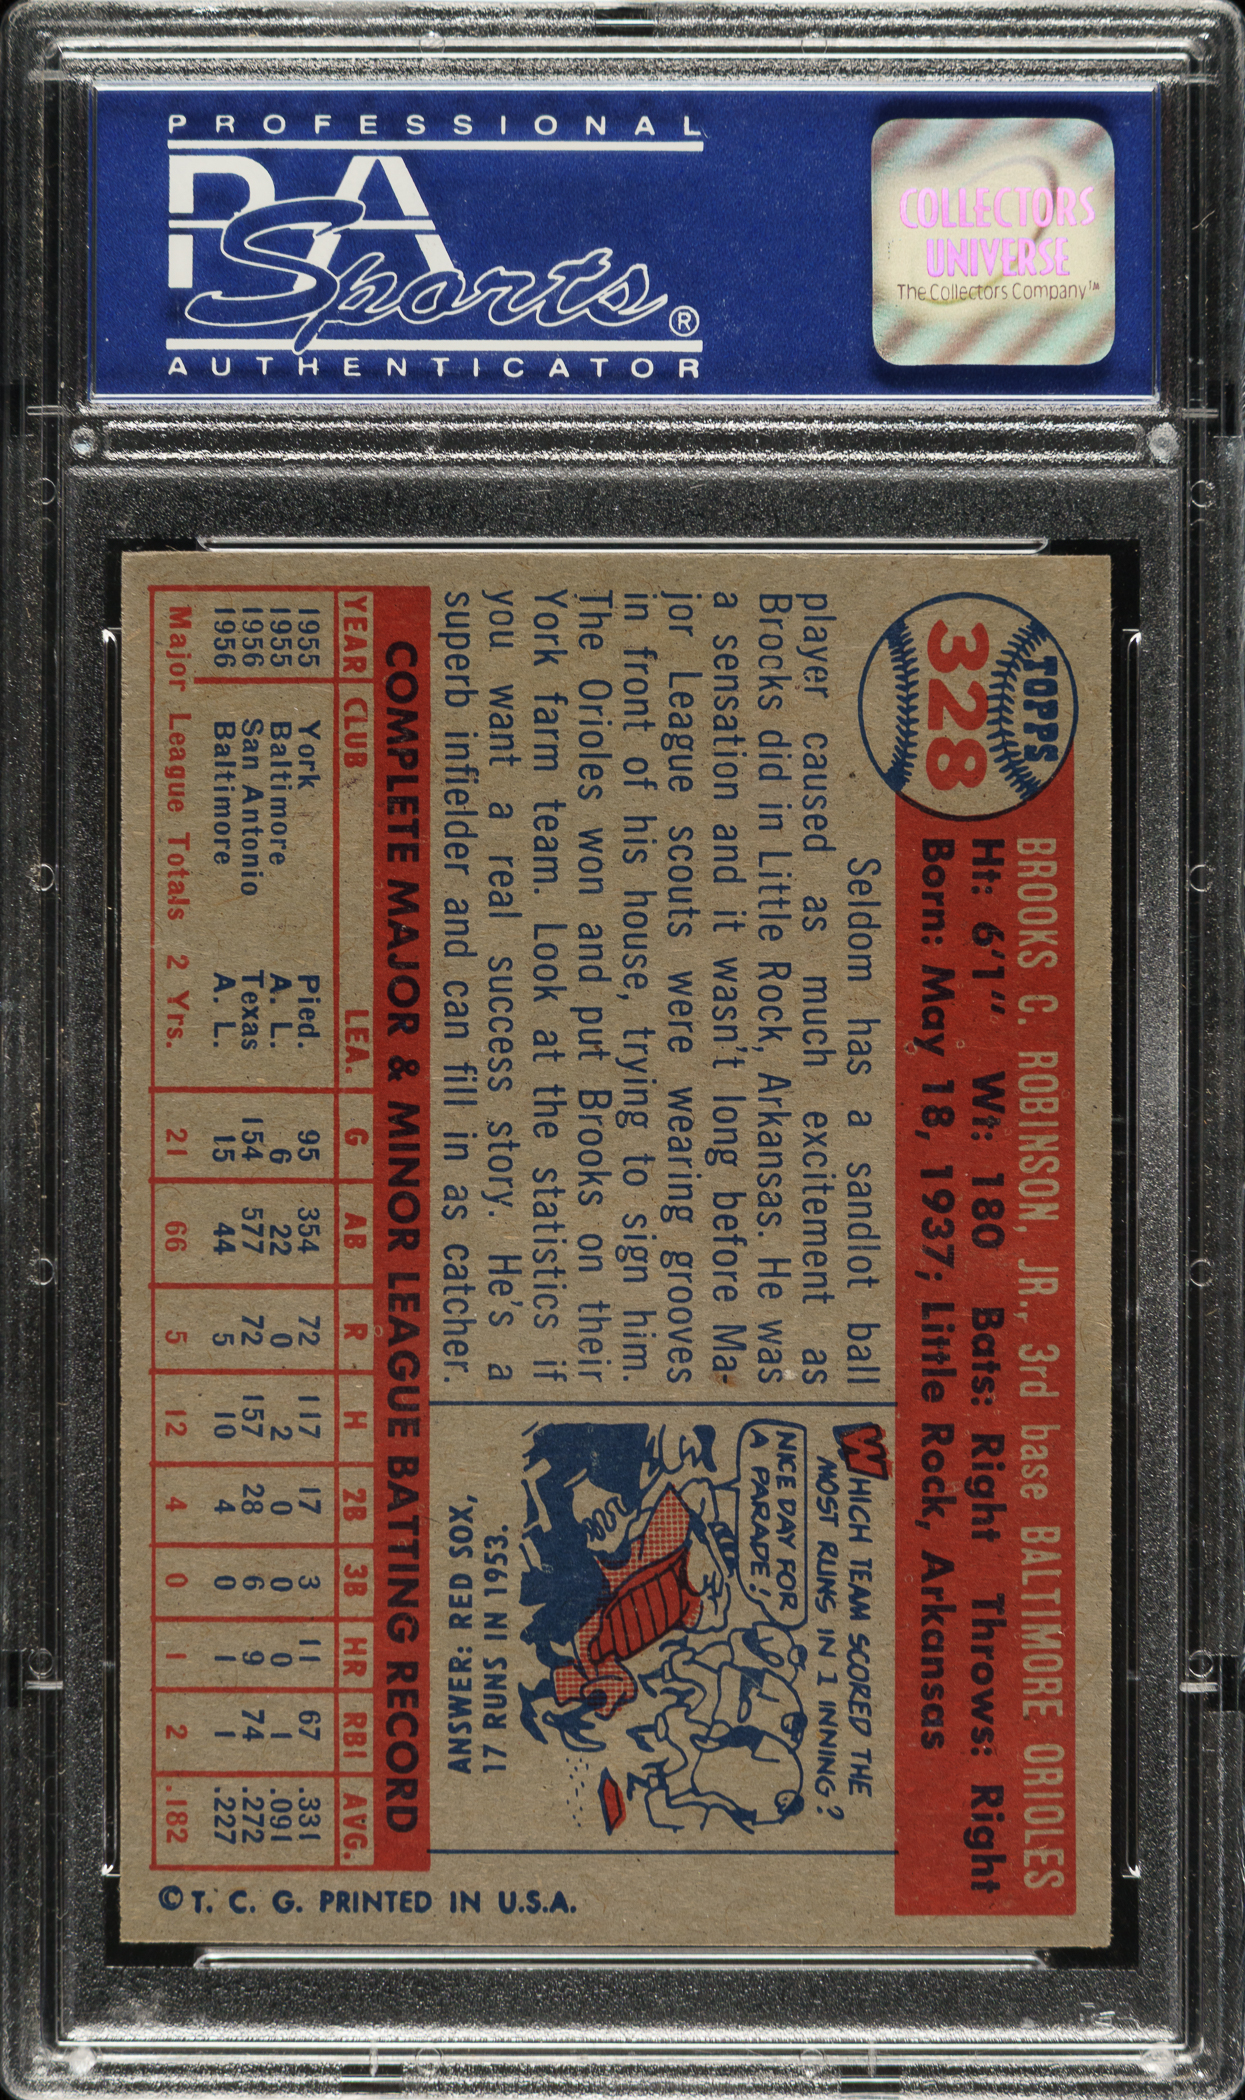 PROFESSIONAL
PSA
Sports®
AUTHENTICATOR
COLLECTORS
UNIVERSE
The Collectors Company™
TOPPS
328
BROOKS C. ROBINSON, JR., 3rd base BALTIMORE ORIOLES
Ht: 6'1" Wt: 180 Bats: Right Throws: Right
Born: May 18, 1937; Little Rock, Arkansas
Seldom has a sandlot ball
player caused as much excitement as
Brocks did in Little Rock, Arkansas. He was
a sensation and it wasn't long before Ma-
jor League scouts were wearing grooves
in front of his house, trying to sign him.
The Orioles won and put Brooks on their
York farm team. Look at the statistics if
you want a real success story. He's a
superb infielder and can fill in as catcher.
WHICH TEAM SCORED THE
MOST RUNS IN 1 INNING?
NICE DAY FOR
A PARADE!
ANSWER: RED SOX,
17 RUNS IN 1953.
COMPLETE MAJOR & MINOR LEAGUE BATTING RECORD
YEAR CLUB LEA. G AB R H 2B 3B HR RBI AVG.
1955 York Pied. 95 354 72 117 17 3 11 67 .331
1955 Baltimore A. L. 6 22 0 2 0 0 0 1 .091
1956 San Antonio Texas 154 577 72 157 28 6 9 74 .272
1956 Baltimore A. L. 15 44 5 10 4 0 1 1 .227
Major League Totals 2 Yrs. 21 66 5 12 4 0 1 2 .182
© T. C. G. PRINTED IN U.S.A.